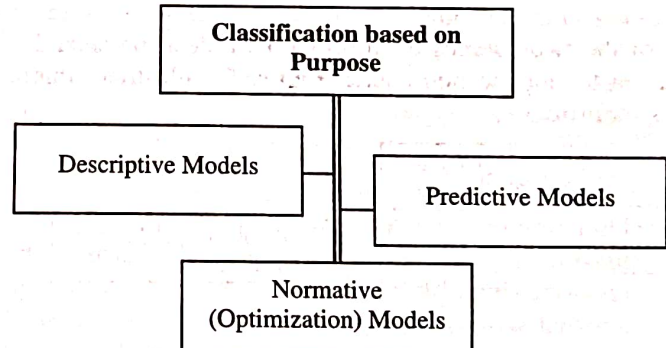 Classification based on
Purpose
Descriptive Models
Predictive Models
Normative
(Optimization) Models